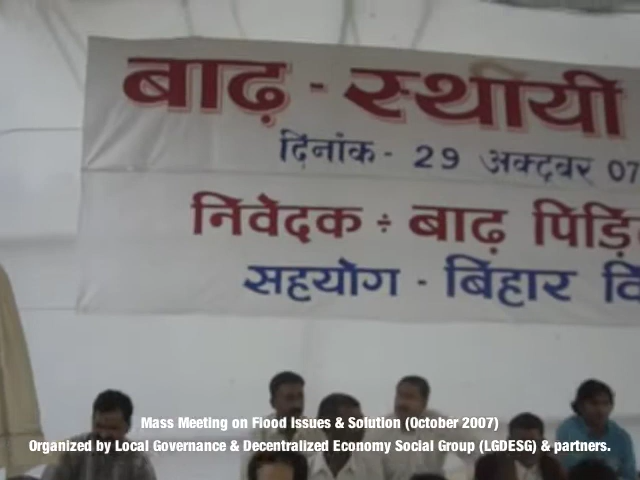 बाढ़ - स्थायी
दिनांक - 29 अक्टूबर 07
निवेदक ÷ बाढ़
सहयोग - बिहार
Mass Meeting on Flood Issues & Solution (October 2007)
Organized by Local Governance & Decentralized Economy Social Group (LGDESG) & partners.